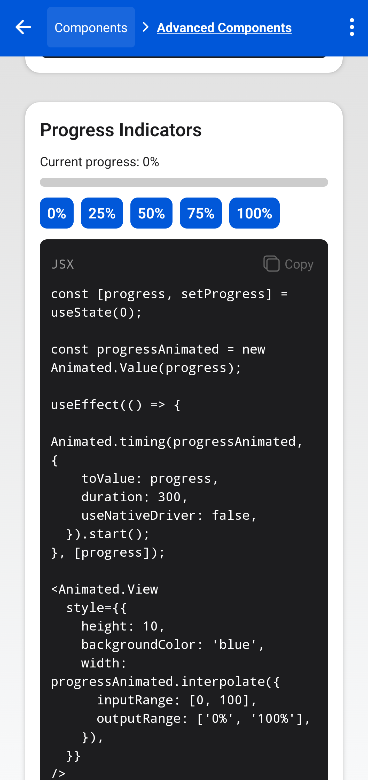 Components > Advanced Components
Progress Indicators
Current progress: 0%
0% 25% 50% 75% 100%
JSX Copy
const [progress, setProgress] =
useState(0);
const progressAnimated = new
Animated.Value(progress);
useEffect(() => {
Animated.timing(progressAnimated,
{
    toValue: progress,
    duration: 300,
    useNativeDriver: false,
  }).start();
}, [progress]);
<Animated.View
  style={{
    height: 10,
    backgroundColor: 'blue',
    width:
progressAnimated.interpolate({
      inputRange: [0, 100],
      outputRange: ['0%', '100%'],
    }),
  }}
/>